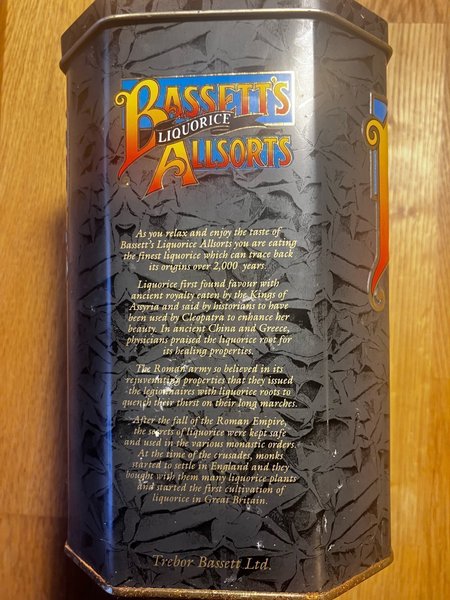 BASSETT'S
LIQUORICE
ALLSORTS
As you relax and enjoy the taste of
Bassett's Liquorice Allsorts you are eating
the finest liquorice which can trace back
its origins over 2,000 years.
Liquorice first found favour with
ancient royalty eaten by the Kings of
Assyria and said by historians to have
been used by Cleopatra to enhance her
beauty. In ancient China and Greece,
physicians praised the liquorice root for
its healing properties.
The Roman army so believed in its
rejuvenating properties that they issued
the legionnaires with liquorice roots to
quench their thirst on their long marches.
After the fall of the Roman Empire,
the secrets of liquorice were kept safe
and used in the various monastic orders.
At the time of the crusades, monks
started to settle in England and they
bought with them many liquorice plants
and started the first cultivation of
liquorice in Great Britain.
Trebor Bassett Ltd.